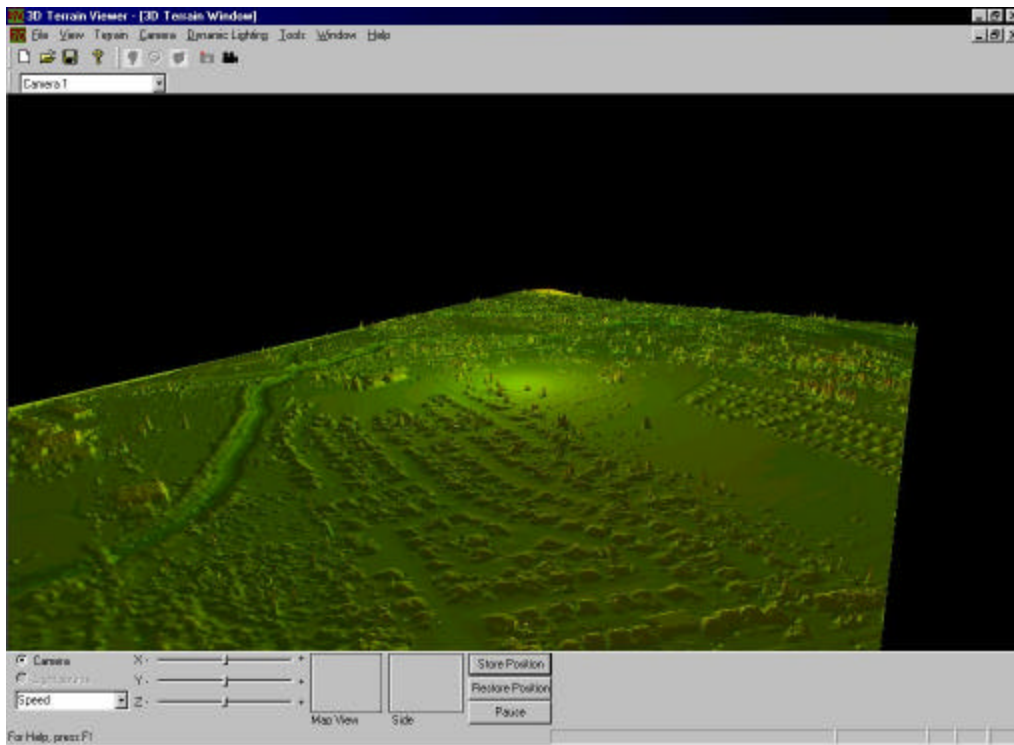 3D Terrain Viewer - [3D Terrain Window]
File View Terrain Camera Dynamic Lighting Tools Window Help
Camera 1
Camera
X - +
Y - +
Z - +
Speed
Map View
Side
Store Position
Restore Position
Pause
For Help, press F1